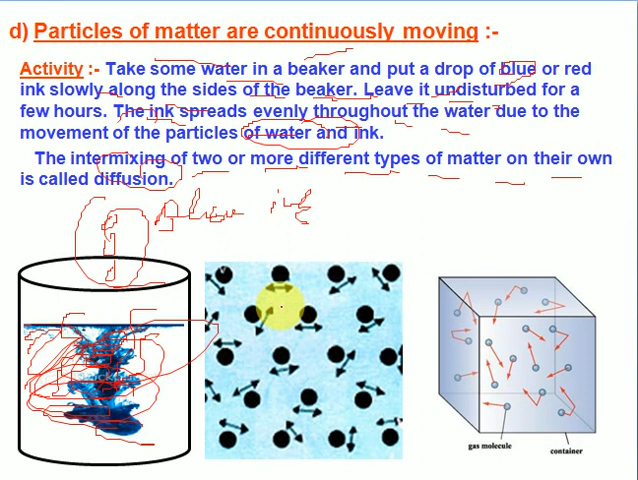 d) Particles of matter are continuously moving :-
Activity :- Take some water in a beaker and put a drop of blue or red
ink slowly along the sides of the beaker. Leave it undisturbed for a
few hours. The ink spreads evenly throughout the water due to the
movement of the particles of water and ink.
The intermixing of two or more different types of matter on their own
is called diffusion.
ink
gas molecule
container